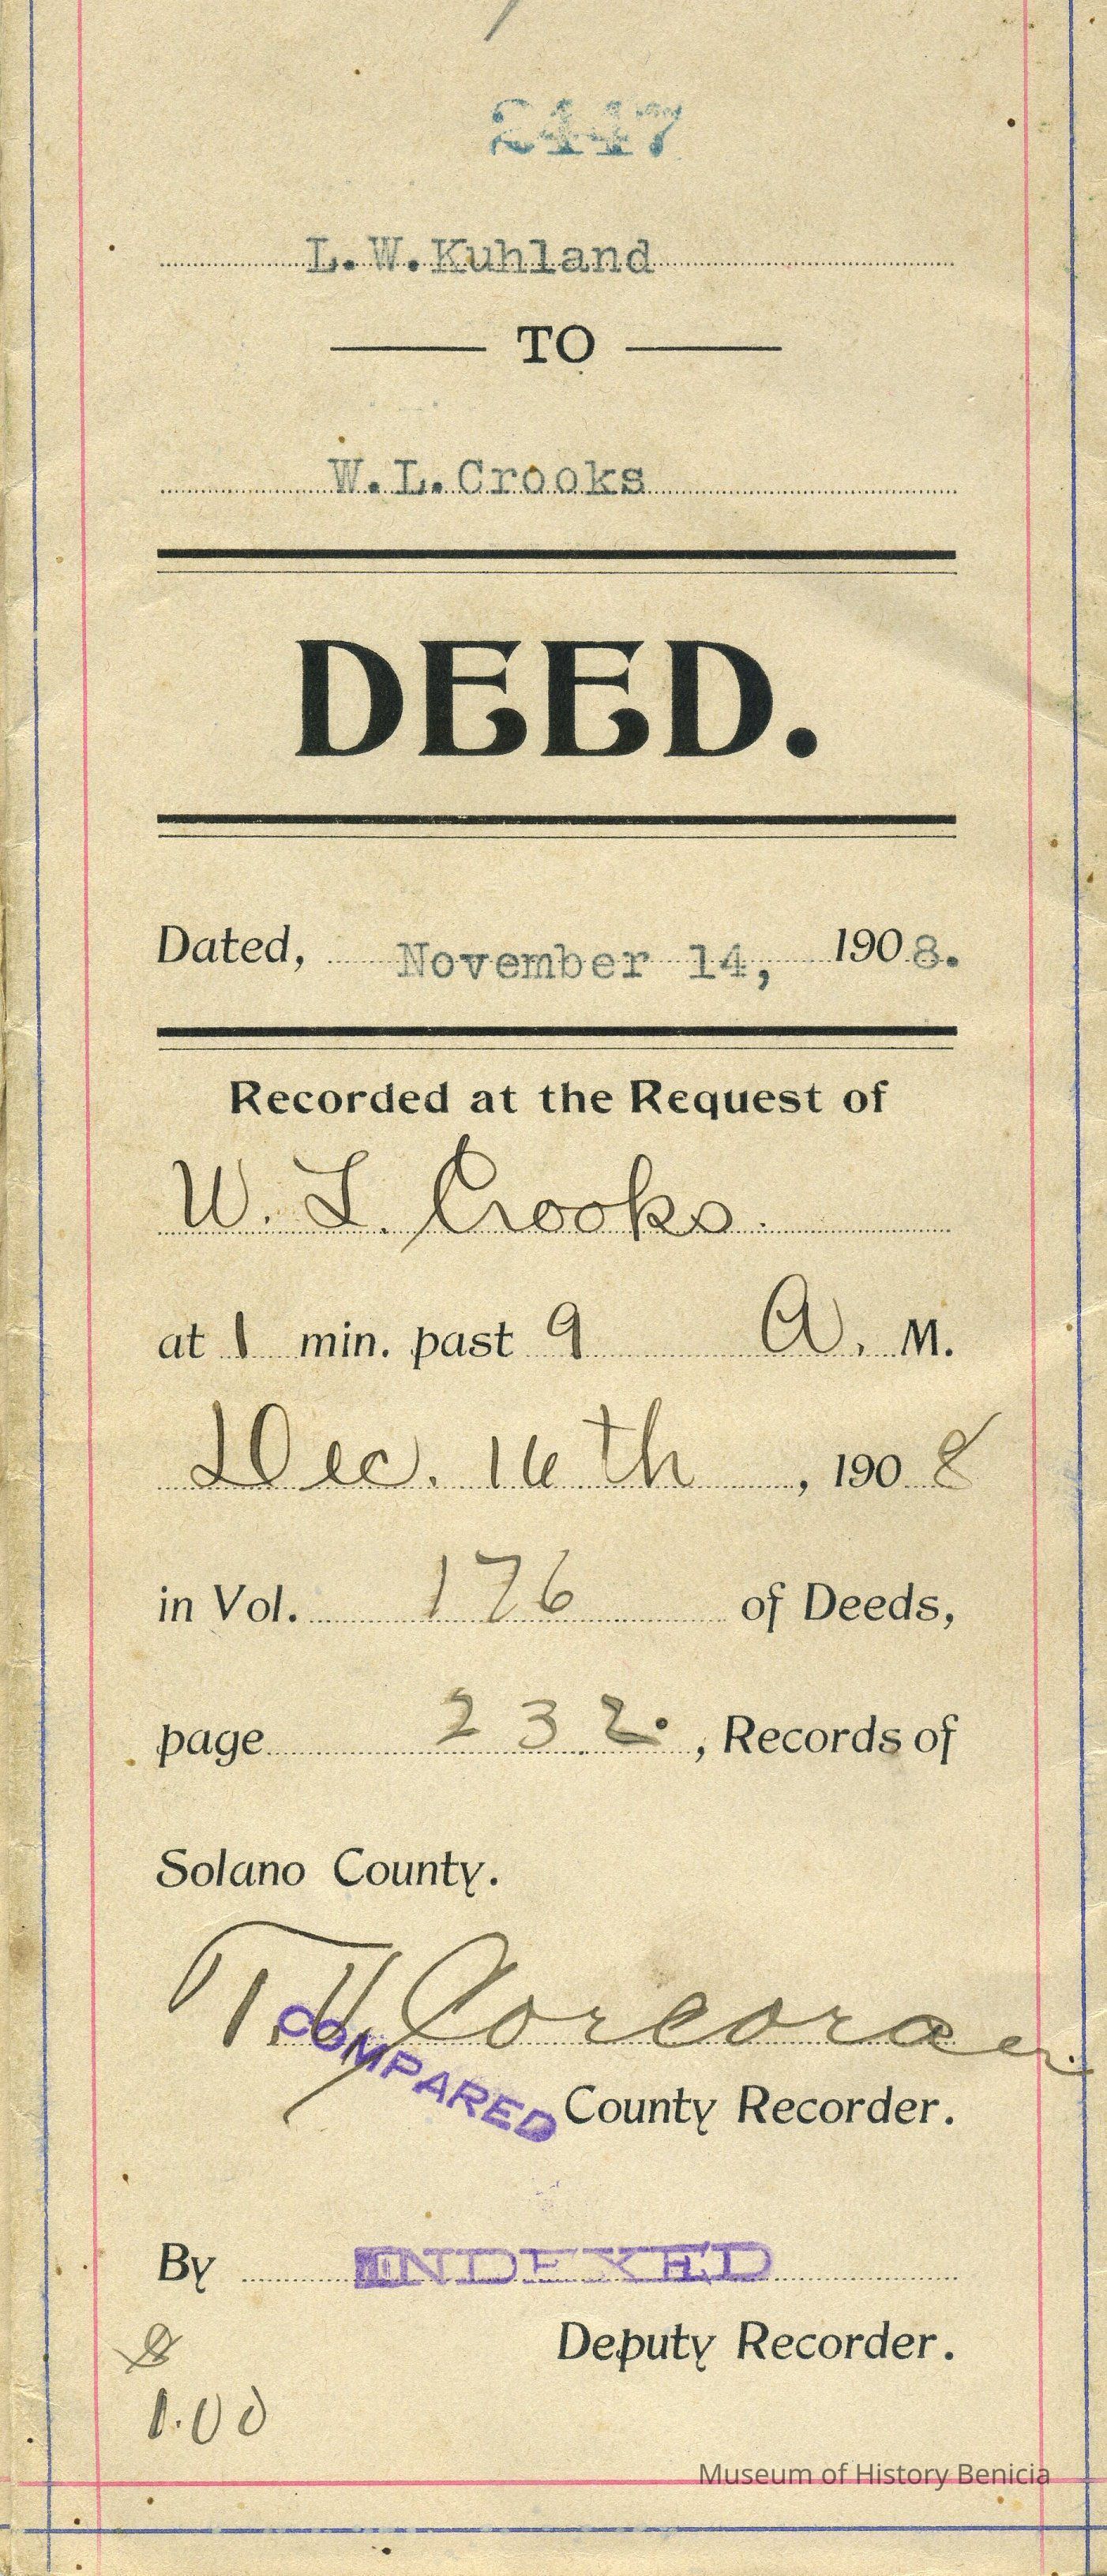 2447
L. W. Kuhland
TO
W. L. Crooks
DEED.
Dated, November 14, 1908.
Recorded at the Request of
W. L. Crooks.
at 1 min. past 9 A. M.
Dec. 16th, 1908
in Vol. 176 of Deeds,
page 232., Records of
Solano County.
Corcoran
COMPARED
County Recorder.
By INDEXED
Deputy Recorder.
8
1.00
Museum of History Benicia